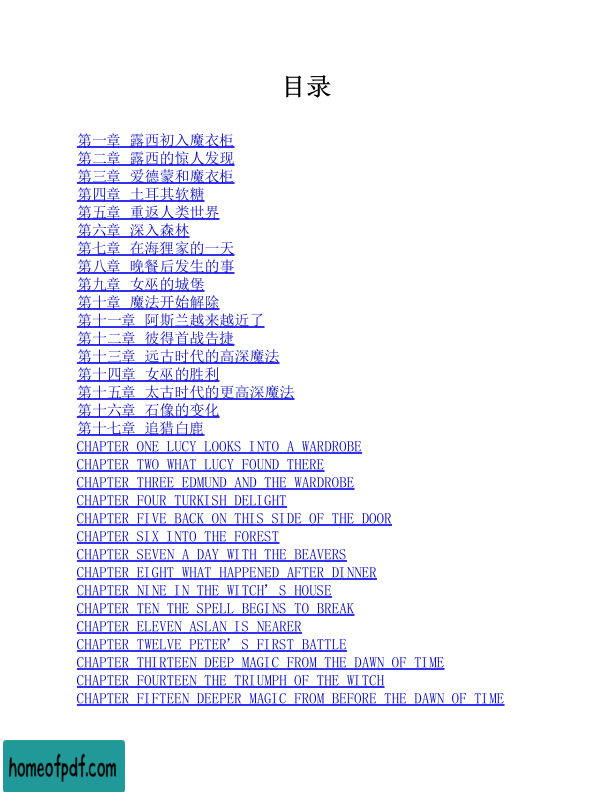 目录
第一章 露西初入魔衣柜
第二章 露西的惊人发现
第三章 爱德蒙和魔衣柜
第四章 土耳其软糖
第五章 重返人类世界
第六章 深入森林
第七章 在海狸家的一天
第八章 晚餐后发生的事
第九章 女巫的城堡
第十章 魔法开始解除
第十一章 阿斯兰越来越近了
第十二章 彼得首战告捷
第十三章 远古时代的高深魔法
第十四章 女巫的胜利
第十五章 太古时代的更高深魔法
第十六章 石像的变化
第十七章 追猎白鹿
CHAPTER ONE LUCY LOOKS INTO A WARDROBE
CHAPTER TWO WHAT LUCY FOUND THERE
CHAPTER THREE EDMUND AND THE WARDROBE
CHAPTER FOUR TURKISH DELIGHT
CHAPTER FIVE BACK ON THIS SIDE OF THE DOOR
CHAPTER SIX INTO THE FOREST
CHAPTER SEVEN A DAY WITH THE BEAVERS
CHAPTER EIGHT WHAT HAPPENED AFTER DINNER
CHAPTER NINE IN THE WITCH’S HOUSE
CHAPTER TEN THE SPELL BEGINS TO BREAK
CHAPTER ELEVEN ASLAN IS NEARER
CHAPTER TWELVE PETER’S FIRST BATTLE
CHAPTER THIRTEEN DEEP MAGIC FROM THE DAWN OF TIME
CHAPTER FOURTEEN THE TRIUMPH OF THE WITCH
CHAPTER FIFTEEN DEEPER MAGIC FROM BEFORE THE DAWN OF TIME
homeofpdf.com